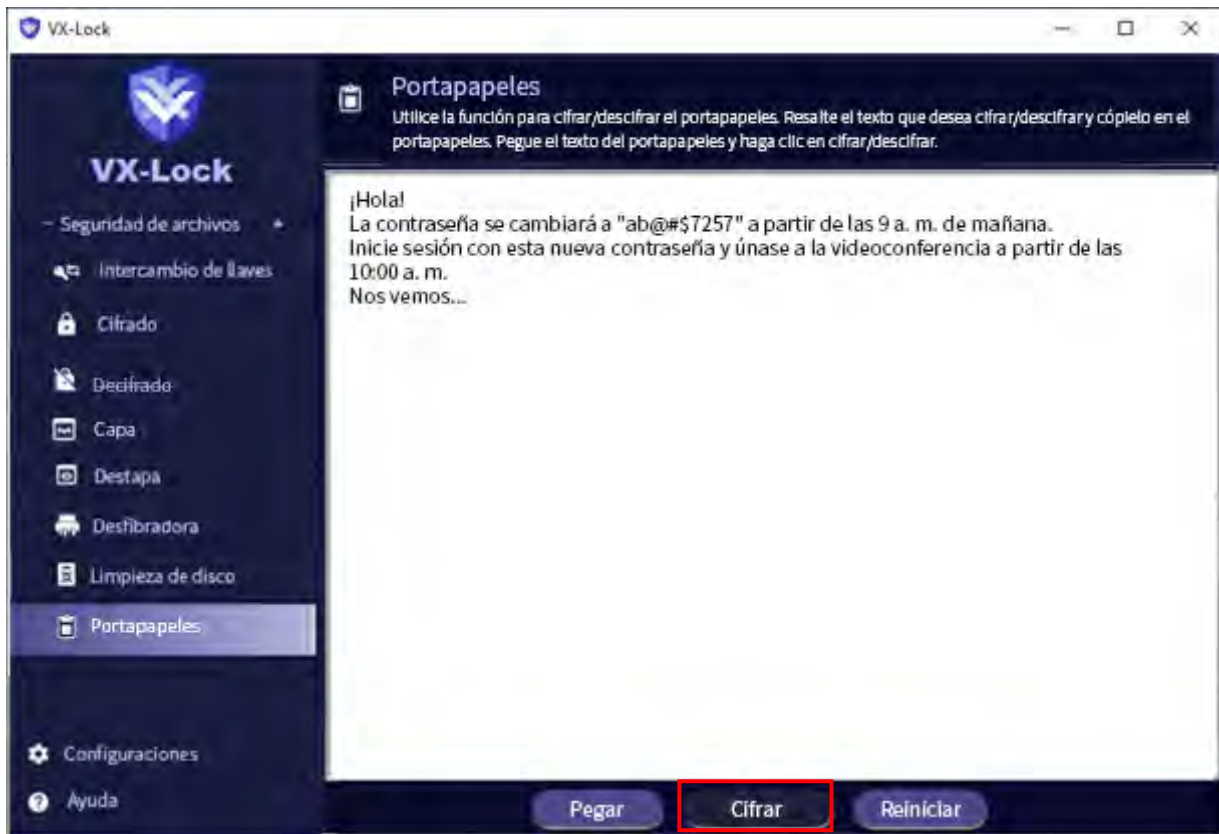 VX-Lock
VX-Lock
− Seguridad de archivos
Intercambio de llaves
Cifrado
Decifrado
Capa
Destapa
Desfibradora
Limpieza de disco
Portapapeles
Configuraciones
Ayuda
Portapapeles
Utilice la función para cifrar/descifrar el portapapeles. Resalte el texto que desea cifrar/descifrar y cópielo en el
portapapeles. Pegue el texto del portapapeles y haga clic en cifrar/descifrar.
¡Hola!
La contraseña se cambiará a "ab@#$7257" a partir de las 9 a. m. de mañana.
Inicie sesión con esta nueva contraseña y únase a la videoconferencia a partir de las
10:00 a. m.
Nos vemos...
Pegar Cifrar Reiniciar